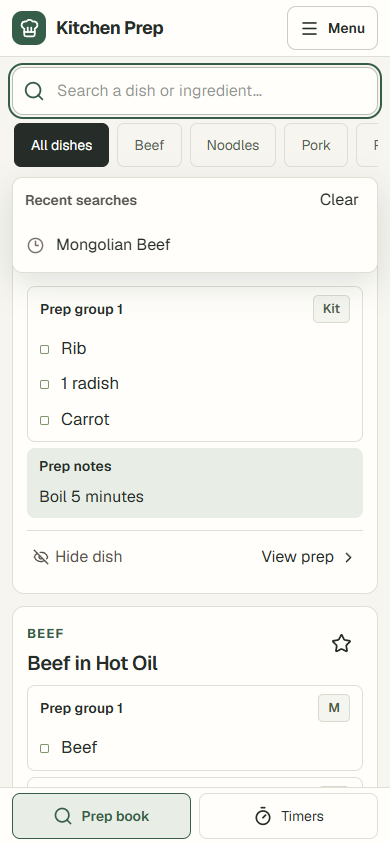 Kitchen Prep
Menu
Search a dish or ingredient...
All dishes
Beef
Noodles
Pork
Recent searches
Clear
Mongolian Beef
Prep group 1
Kit
Rib
1 radish
Carrot
Prep notes
Boil 5 minutes
Hide dish
View prep
BEEF
Beef in Hot Oil
Prep group 1
M
Beef
Prep book
Timers